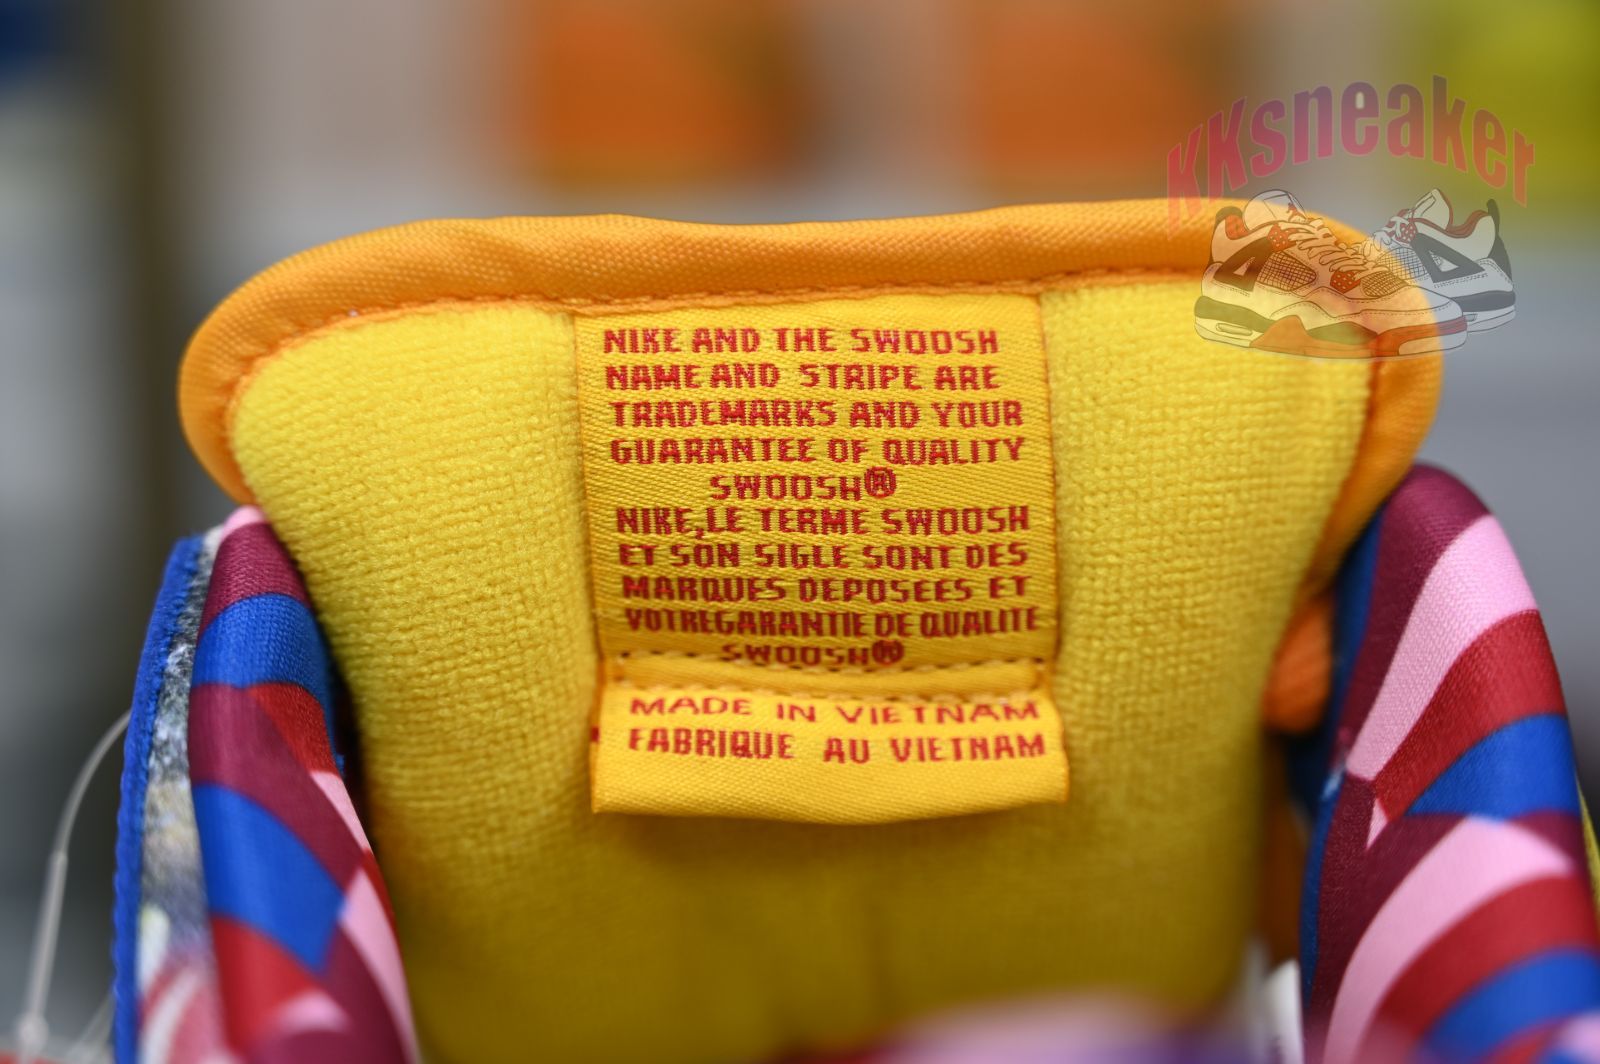 KKsneaker
NIKE AND THE SWOOSH
NAME AND STRIPE ARE
TRADEMARKS AND YOUR
GUARANTEE OF QUALITY
SWOOSH®
NIKE,LE TERME SWOOSH
ET SON SIGLE SONT DES
MARQUES DEPOSEES ET
VOTREGARANTIE DE QUALITE
SWOOSH®
MADE IN VIETNAM
FABRIQUE AU VIETNAM